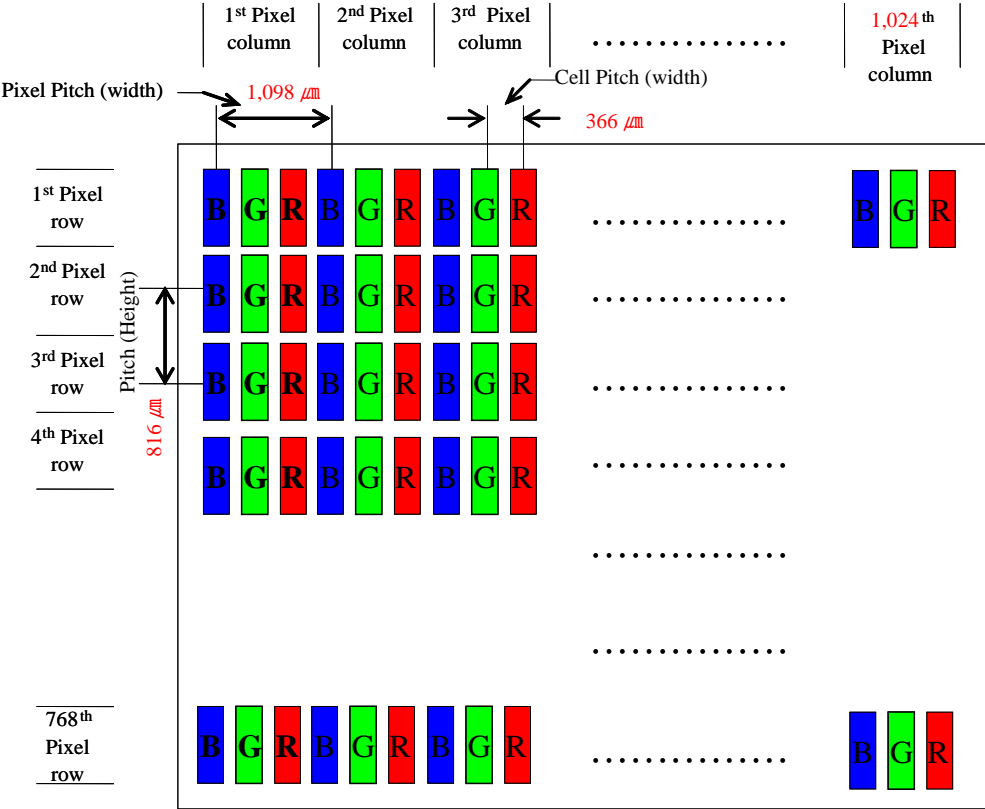 1st Pixel column
2nd Pixel column
3rd Pixel column
...............
1,024th Pixel column
Pixel Pitch (width)
1,098 ㎛
Cell Pitch (width)
366 ㎛
1st Pixel row
B G R B G R B G R
...............
B G R
2nd Pixel row
B G R B G R B G R
...............
Pitch (Height)
816 ㎛
3rd Pixel row
B G R B G R B G R
...............
4th Pixel row
B G R B G R B G R
...............
...............
...............
768th Pixel row
B G R B G R B G R
...............
B G R